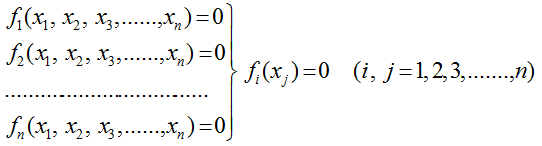 f₁(x₁, x₂, x₃,......,xₙ)=0
f₂(x₁, x₂, x₃,......,xₙ)=0
..................................
fₙ(x₁, x₂, x₃,......,xₙ)=0
} fᵢ(xⱼ)=0 (i, j=1,2,3,.......,n)